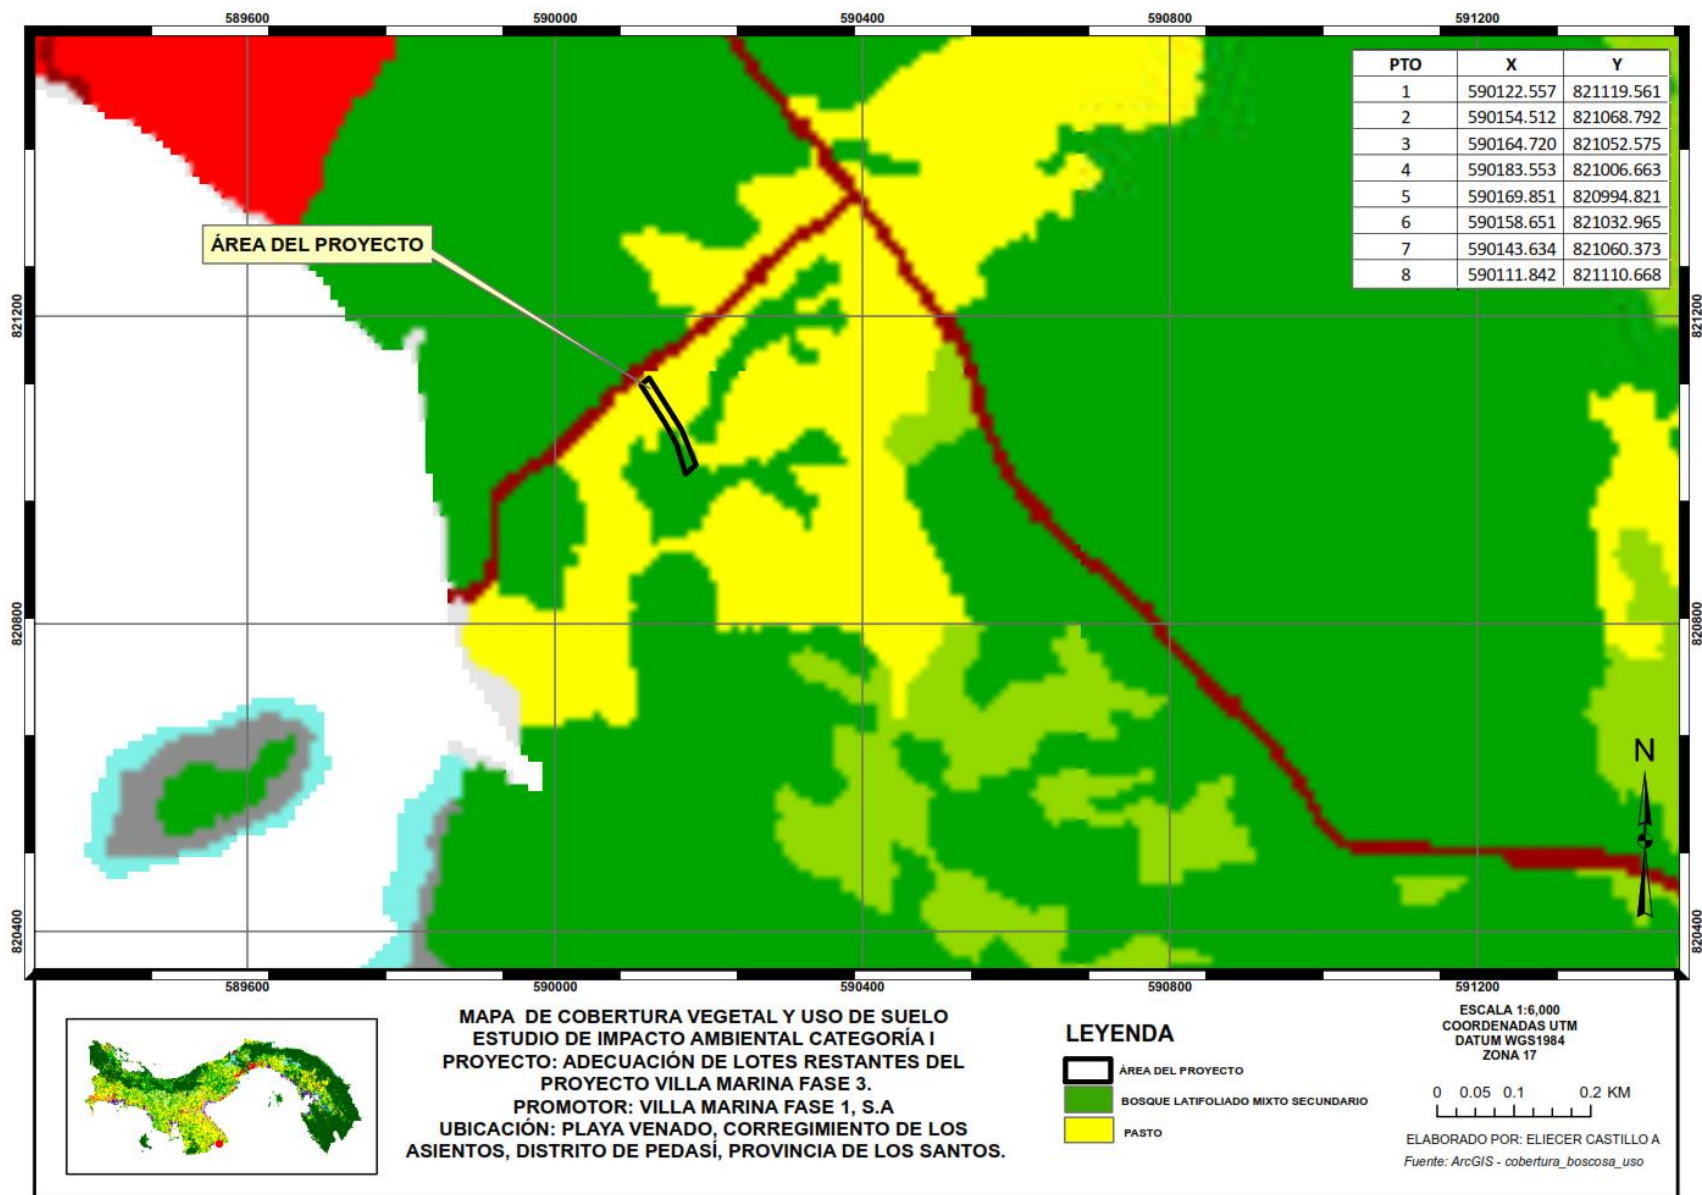 589600 590000 590400 590800 591200
PTO X Y
1 590122.557 821119.561
2 590154.512 821068.792
3 590164.720 821052.575
4 590183.553 821006.663
5 590169.851 820994.821
6 590158.651 821032.965
7 590143.634 821060.373
8 590111.842 821110.668
ÁREA DEL PROYECTO
821200 821200
820800 820800
N
820400 820400
589600 590000 590400 590800 591200
MAPA DE COBERTURA VEGETAL Y USO DE SUELO
ESTUDIO DE IMPACTO AMBIENTAL CATEGORÍA I
PROYECTO: ADECUACIÓN DE LOTES RESTANTES DEL
PROYECTO VILLA MARINA FASE 3.
PROMOTOR: VILLA MARINA FASE 1, S.A
UBICACIÓN: PLAYA VENADO, CORREGIMIENTO DE LOS
ASIENTOS, DISTRITO DE PEDASÍ, PROVINCIA DE LOS SANTOS.
LEYENDA
ÁREA DEL PROYECTO
BOSQUE LATIFOLIADO MIXTO SECUNDARIO
PASTO
ESCALA 1:6,000
COORDENADAS UTM
DATUM WGS1984
ZONA 17
0 0.05 0.1 0.2 KM
ELABORADO POR: ELIECER CASTILLO A
Fuente: ArcGIS - cobertura_boscosa_uso